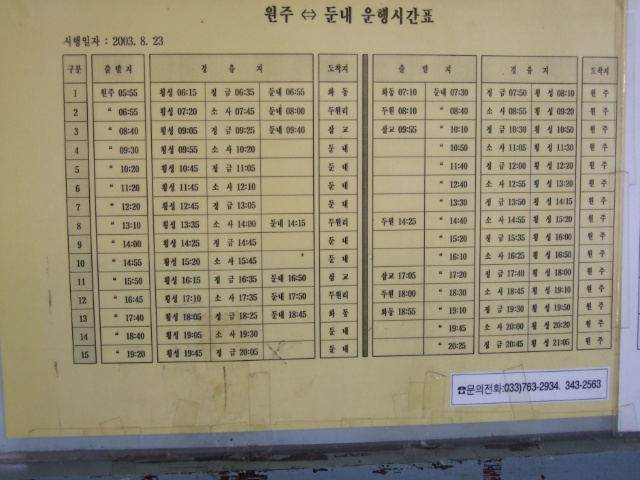 원주 ⇔ 둔내 운행시간표
시행일자 : 2003. 8. 23
구분 출발지 경유지 도착지 출발지 경유지 도착지
1 원주 05:55 횡성 06:15 정금 06:35 둔내 06:55 화동 화동 07:10 둔내 07:30 정금 07:50 횡성 08:10 원주
2 " 06:55 횡성 07:20 소사 07:45 둔내 08:00 두원리 두원 08:10 " 08:40 소사 08:55 횡성 09:20 원주
3 " 08:40 횡성 09:05 정금 09:25 둔내 09:40 삽교 삽교 09:55 " 10:10 정금 10:30 횡성 10:50 원주
4 " 09:30 횡성 09:55 소사 10:20 둔내 " 10:50 소사 11:05 횡성 11:30 원주
5 " 10:20 횡성 10:45 정금 11:05 둔내 " 11:40 정금 12:00 횡성 12:20 원주
6 " 11:20 횡성 11:45 소사 12:10 둔내 " 12:40 소사 12:55 횡성 13:20 원주
7 " 12:20 횡성 12:45 정금 13:05 둔내 " 13:30 정금 13:50 횡성 14:15 원주
8 " 13:10 횡성 13:35 소사 14:00 둔내 14:15 두원리 두원 14:25 " 14:40 소사 14:55 횡성 15:20 원주
9 " 14:00 횡성 14:25 정금 14:45 둔내 " 15:20 정금 15:35 횡성 16:00 원주
10 " 14:55 횡성 15:20 소사 15:45 둔내 " 16:10 소사 16:25 횡성 16:50 원주
11 " 15:50 횡성 16:15 정금 16:35 둔내 16:50 삽교 삽교 17:05 " 17:20 정금 17:40 횡성 18:00 원주
12 " 16:45 횡성 17:10 소사 17:35 둔내 17:50 두원리 두원 18:00 " 18:30 소사 18:45 횡성 19:10 원주
13 " 17:40 횡성 18:05 정금 18:25 둔내 18:45 화동 화동 18:55 " 19:10 정금 19:30 횡성 19:50 원주
14 " 18:40 횡성 19:05 소사 19:30 둔내 " 19:45 소사 20:00 횡성 20:20 원주
15 " 19:20 횡성 19:45 정금 20:05 둔내 " 20:25 정금 20:45 횡성 21:05 원주
☎문의전화:033)763-2934, 343-2563